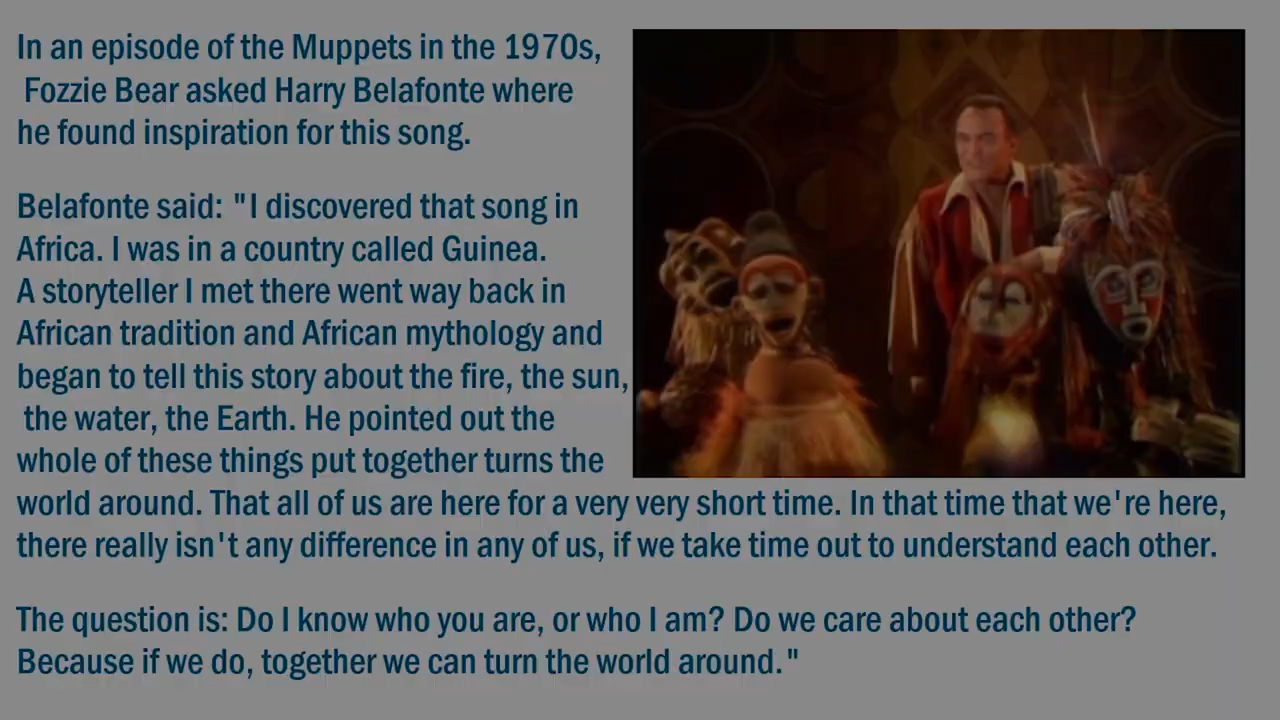 In an episode of the Muppets in the 1970s,
Fozzie Bear asked Harry Belafonte where
he found inspiration for this song.
Belafonte said: "I discovered that song in
Africa. I was in a country called Guinea.
A storyteller I met there went way back in
African tradition and African mythology and
began to tell this story about the fire, the sun,
the water, the Earth. He pointed out the
whole of these things put together turns the
world around. That all of us are here for a very very short time. In that time that we're here,
there really isn't any difference in any of us, if we take time out to understand each other.
The question is: Do I know who you are, or who I am? Do we care about each other?
Because if we do, together we can turn the world around."